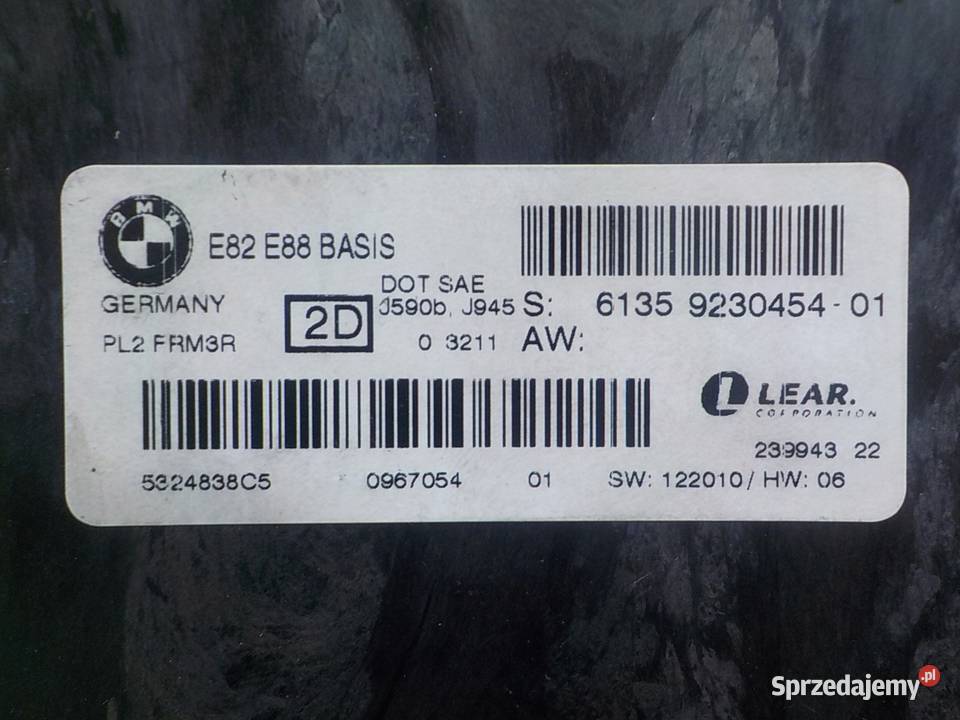 BMW
E82 E88 BASIS
GERMANY
PL2 FRM3R
2D
DOT SAE
J590b, J945
0 3211
S: 6135 9230454-01
AW:
L LEAR.
CORPORATION
239943 22
5324838C5 0967054 01 SW: 122010/HW: 06
Sprzedajemy.pl